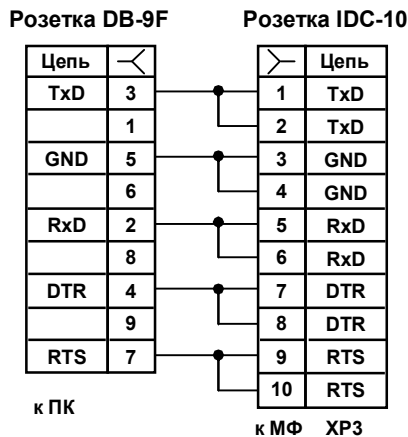 Розетка DB-9F Розетка IDC-10
Цепь Цепь
TxD 3 1 TxD
1 2 TxD
GND 5 3 GND
6 4 GND
RxD 2 5 RxD
8 6 RxD
DTR 4 7 DTR
9 8 DTR
RTS 7 9 RTS
10 RTS
к ПК
к МФ XP3